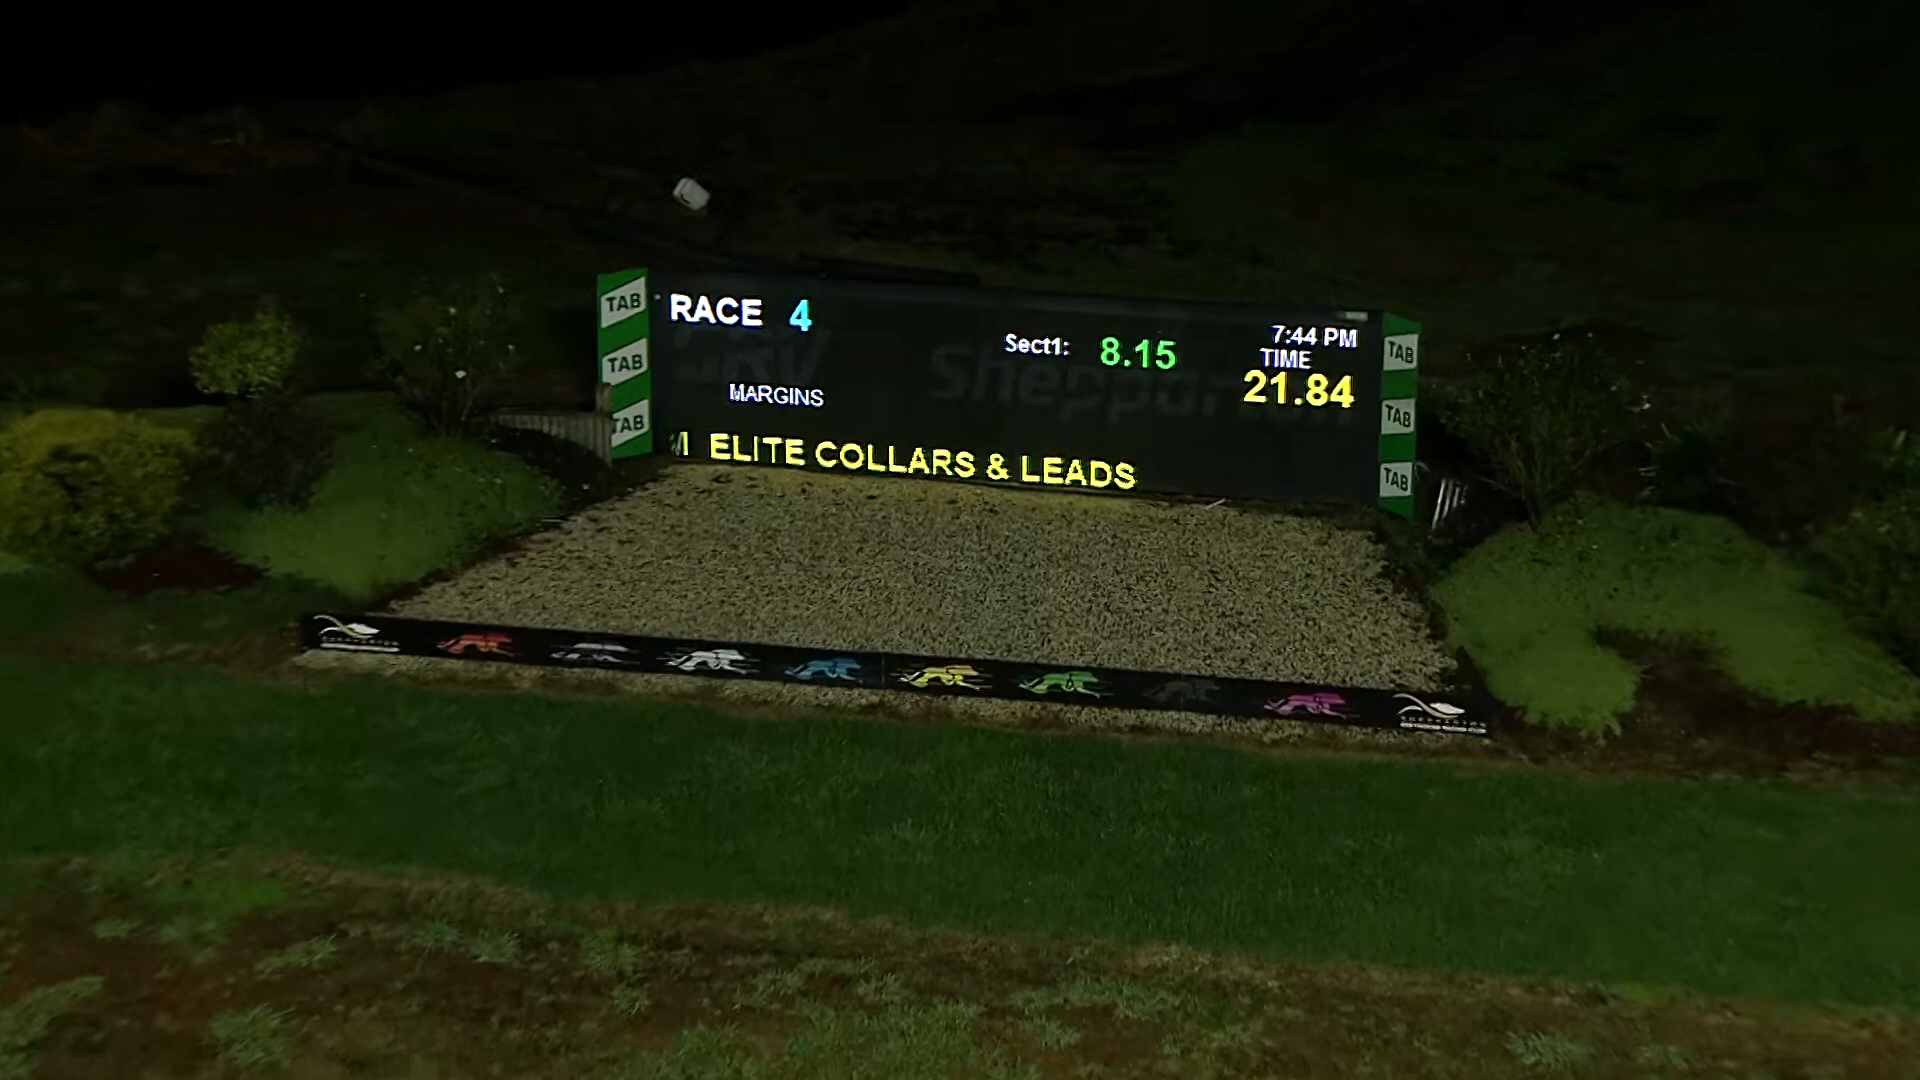 TAB
TAB
TAB
RACE 4
Sect1: 8.15
7:44 PM
TIME
21.84
MARGINS
ELITE COLLARS & LEADS
TAB
TAB
TAB